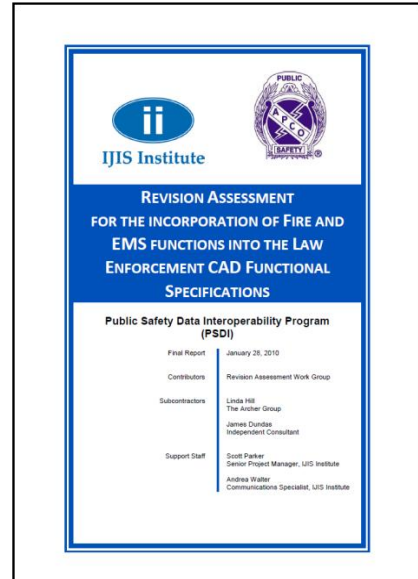 ii
IJIS Institute
PUBLIC
APCO
SAFETY
®
REVISION ASSESSMENT
FOR THE INCORPORATION OF FIRE AND
EMS FUNCTIONS INTO THE LAW
ENFORCEMENT CAD FUNCTIONAL
SPECIFICATIONS
Public Safety Data Interoperability Program
(PSDI)
Final Report January 28, 2010
Contributors Revision Assessment Work Group
Subcontractors Linda Hill
The Archer Group
James Dundas
Independent Consultant
Support Staff Scott Parker
Senior Project Manager, IJIS Institute
Andrea Walter
Communications Specialist, IJIS Institute